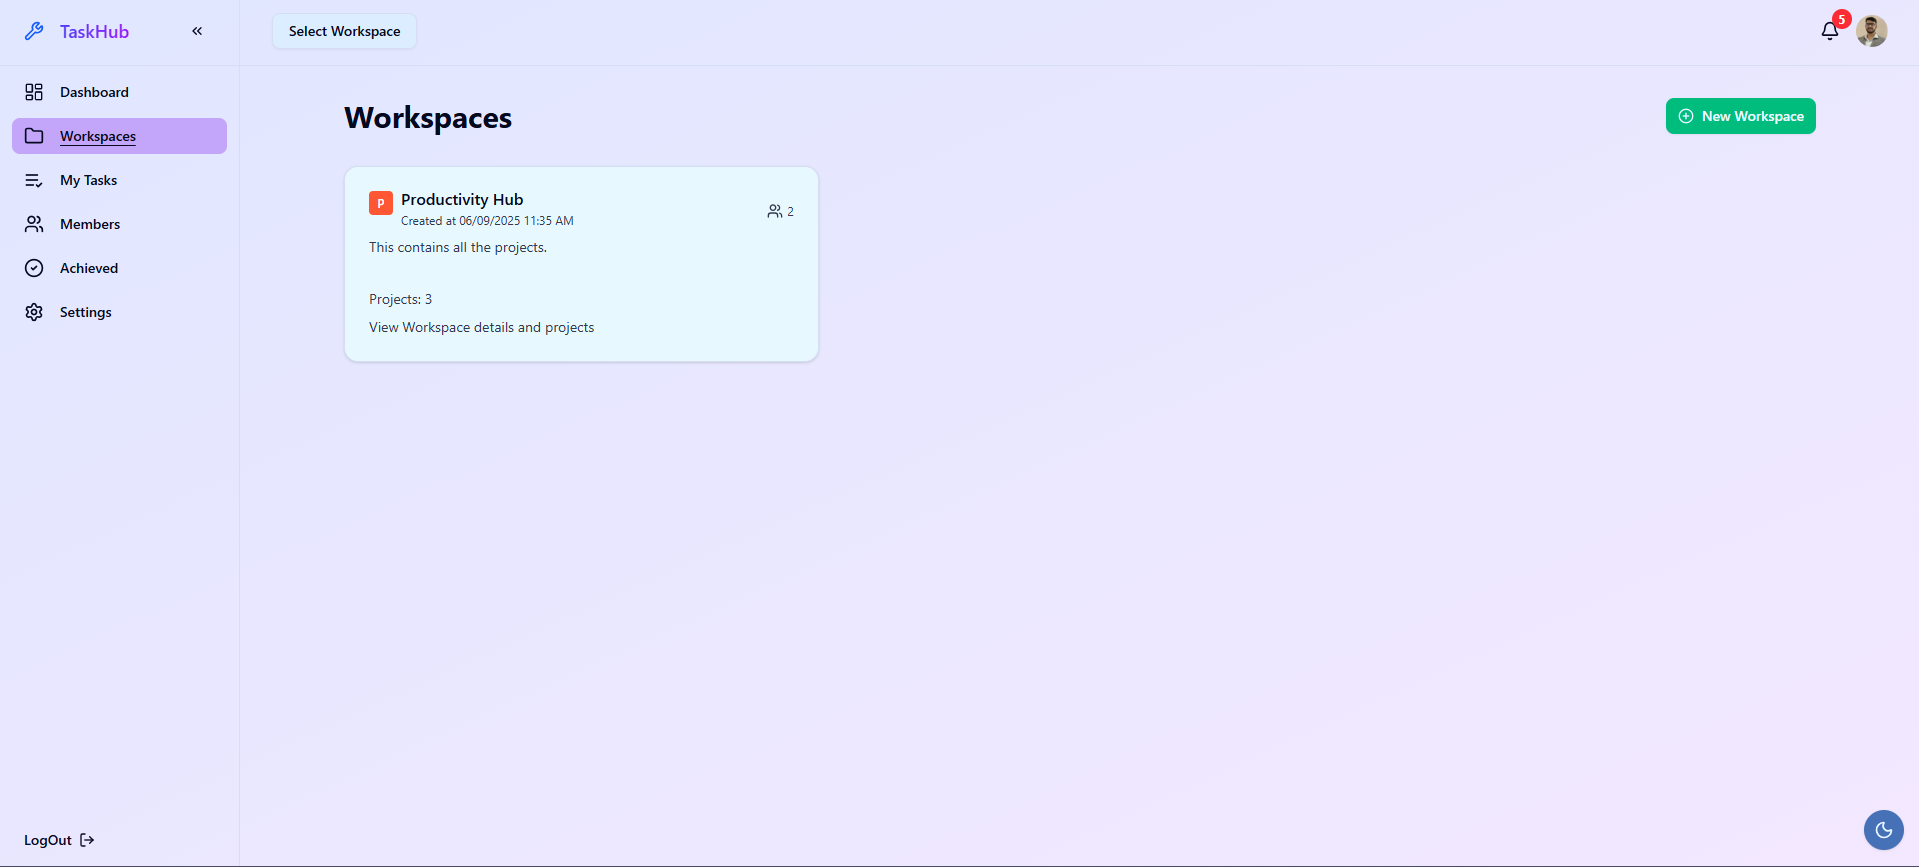 TaskHub
Select Workspace
5
Dashboard
Workspaces
My Tasks
Members
Achieved
Settings
LogOut
Workspaces
New Workspace
P
Productivity Hub
Created at 06/09/2025 11:35 AM
2
This contains all the projects.
Projects: 3
View Workspace details and projects